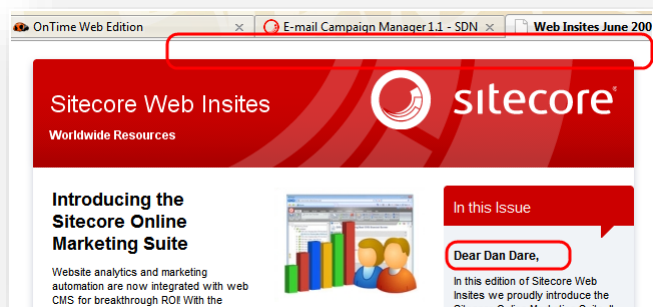 OnTime Web Edition
E-mail Campaign Manager 1.1 - SDN
Web Insites June 200
Sitecore Web Insites
sitecore
Worldwide Resources
Introducing the
Sitecore Online
Marketing Suite
Website analytics and marketing
automation are now integrated with web
CMS for breakthrough ROI! With the
In this Issue
Dear Dan Dare,
In this edition of Sitecore Web
Insites we proudly introduce the